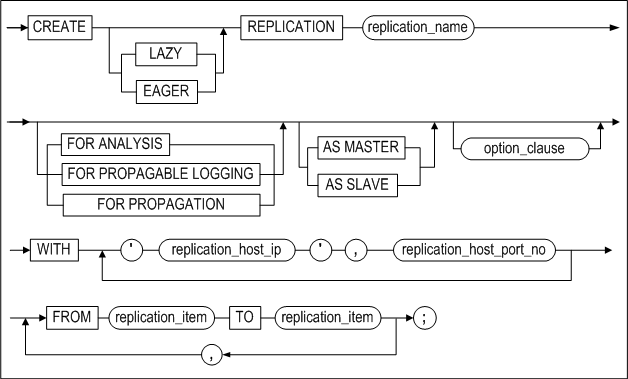 CREATE REPLICATION replication_name
LAZY
EAGER
FOR ANALYSIS
FOR PROPAGABLE LOGGING
FOR PROPAGATION
AS MASTER
AS SLAVE
option_clause
WITH ' replication_host_ip ' , replication_host_port_no
FROM replication_item TO replication_item ;
,